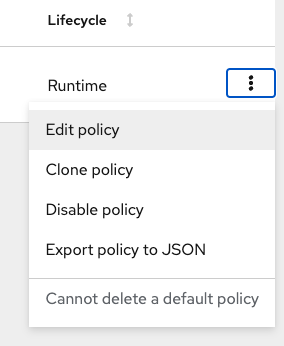 Lifecycle
Runtime
Edit policy
Clone policy
Disable policy
Export policy to JSON
Cannot delete a default policy